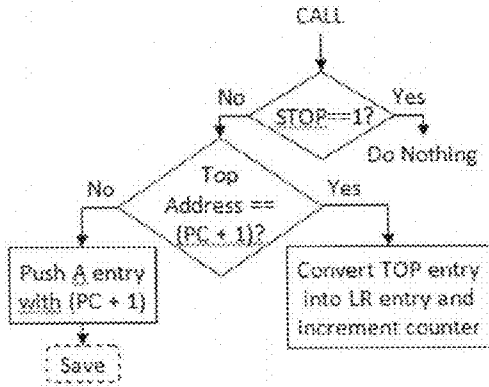 CALL
No
Yes
STOP==1?
Do Nothing
No
Top
Address ==
(PC + 1)?
Yes
Push A entry
with (PC + 1)
Convert TOP entry
into LR entry and
increment counter
Save